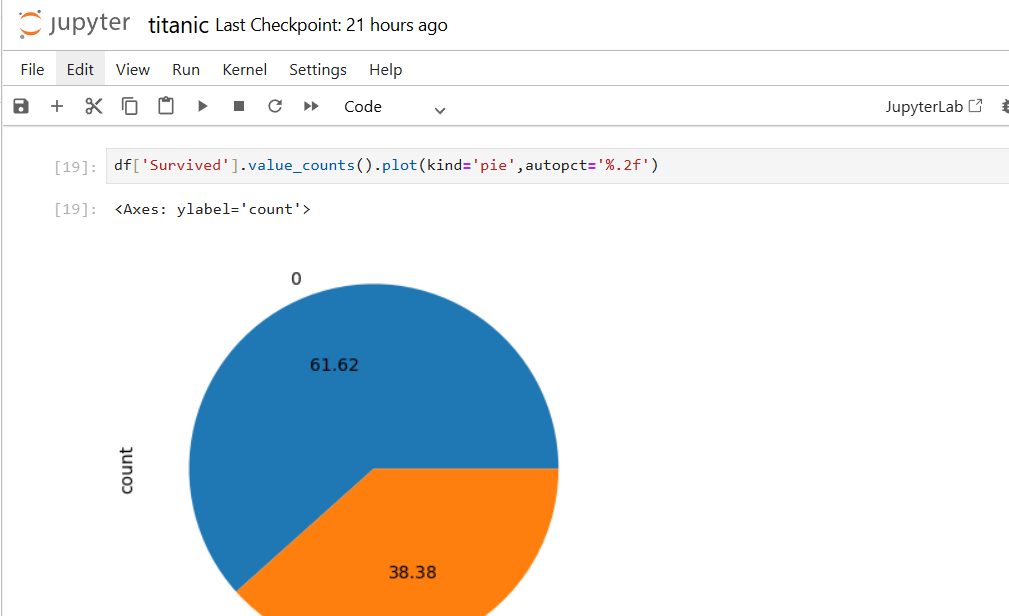 jupyter titanic Last Checkpoint: 21 hours ago
File Edit View Run Kernel Settings Help
Code JupyterLab
[19]: df['Survived'].value_counts().plot(kind='pie',autopct='%.2f')
[19]: <Axes: ylabel='count'>
0
61.62
count
38.38